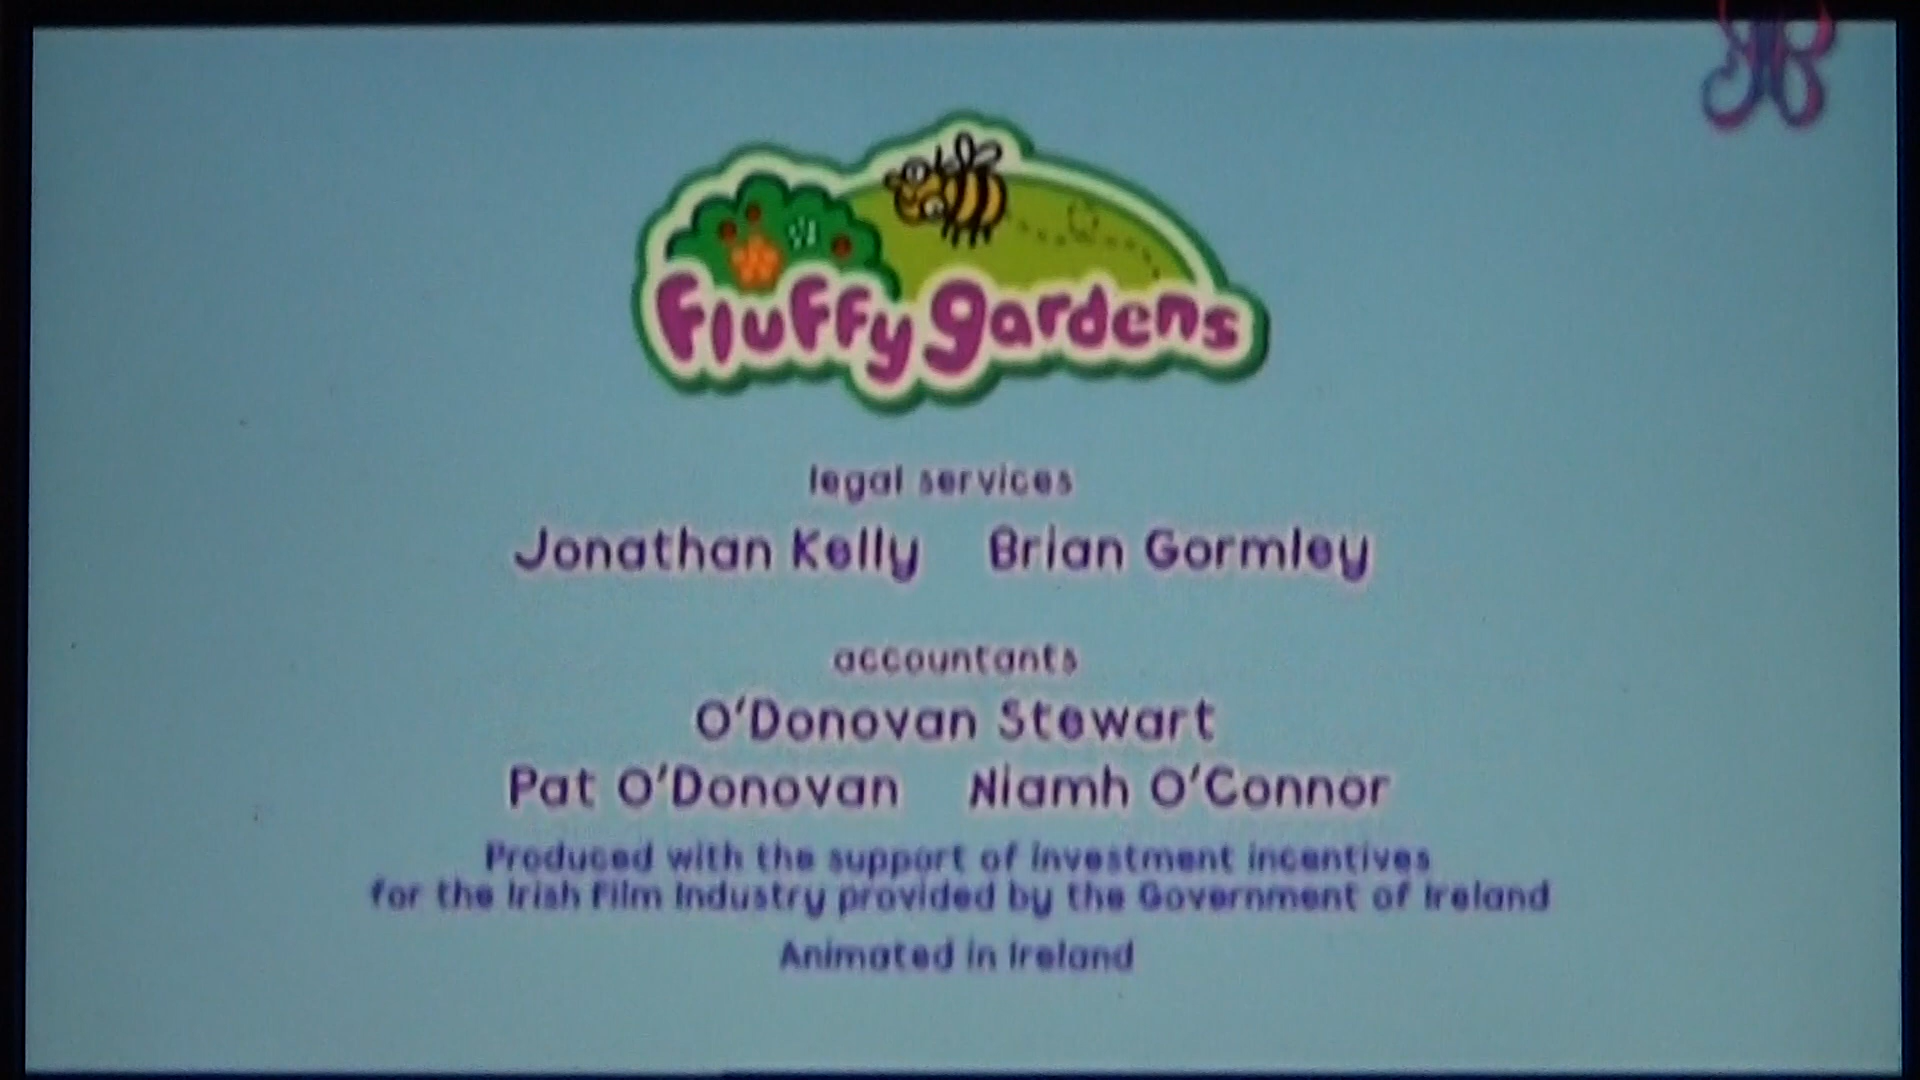 Fluffy gardens
legal services
Jonathan Kelly Brian Gormley
accountants
O'Donovan Stewart
Pat O'Donovan Niamh O'Connor
Produced with the support of investment incentives
for the Irish Film Industry provided by the Government of Ireland
Animated in Ireland